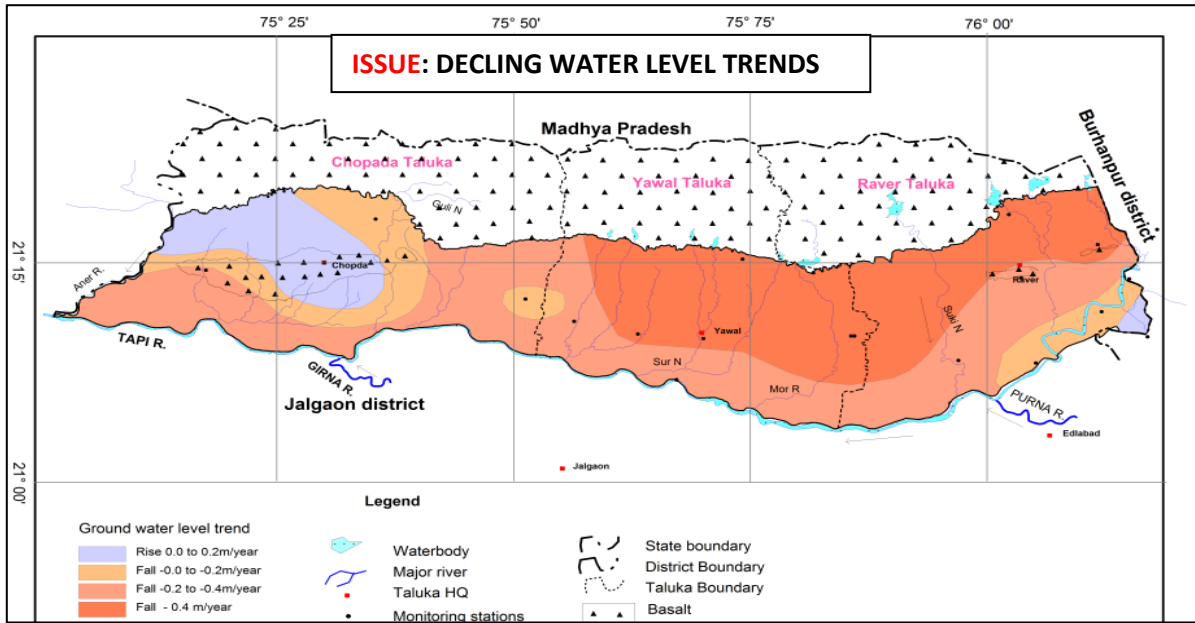 75° 25'
75° 50'
75° 75'
76° 00'
ISSUE: DECLING WATER LEVEL TRENDS
Madhya Pradesh
Burhanpur district
Chopada Taluka
Yawal Taluka
Raver Taluka
Guli N
21° 15'
21° 15'
Aner R.
Chopda
Raver
Suki N
Yawal
TAPI R.
Sur N
GIRNA R.
Mor R
Jalgaon district
PURNA R.
Edlabad
Jalgaon
21° 00'
21° 00'
Legend
Ground water level trend
Rise 0.0 to 0.2m/year
Fall -0.0 to -0.2m/year
Fall -0.2 to -0.4m/year
Fall - 0.4 m/year
Waterbody
Major river
Taluka HQ
Monitoring stations
State boundary
District Boundary
Taluka Boundary
Basalt